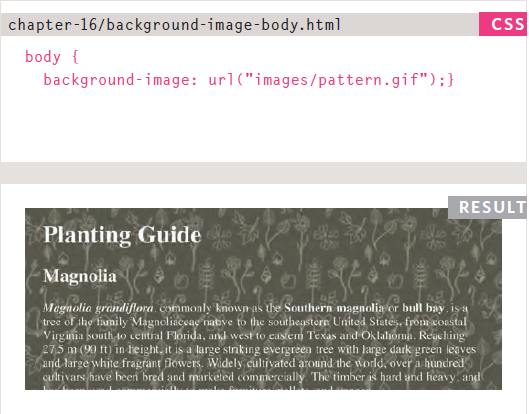 chapter-16/background-image-body.html
CSS
body {
background-image: url("images/pattern.gif");}
RESULT
Planting Guide
Magnolia
Magnolia grandiflora, commonly known as the Southern magnolia or bull bay, is a
tree of the family Magnoliaceae native to the southeastern United States, from coastal
Virginia south to central Florida, and west to eastern Texas and Oklahoma. Reaching
27.5 m (90 ft) in height, it is a large striking evergreen tree with large dark green leaves
and large white fragrant flowers. Widely cultivated around the world, over a hundred
cultivars have been bred and marketed commercially. The timber is hard and heavy, and